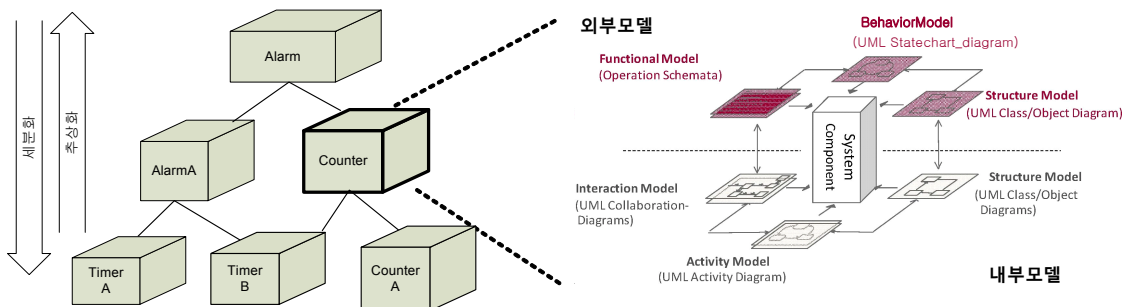 세분화
추상화
Alarm
AlarmA
Counter
Timer
A
Timer
B
Counter
A
외부모델
BehaviorModel
(UML Statechart_diagram)
Functional Model
(Operation Schemata)
Structure Model
(UML Class/Object Diagram)
System
Component
Interaction Model
(UML Collaboration-
Diagrams)
Structure Model
(UML Class/Object
Diagrams)
Activity Model
(UML Activity Diagram)
내부모델